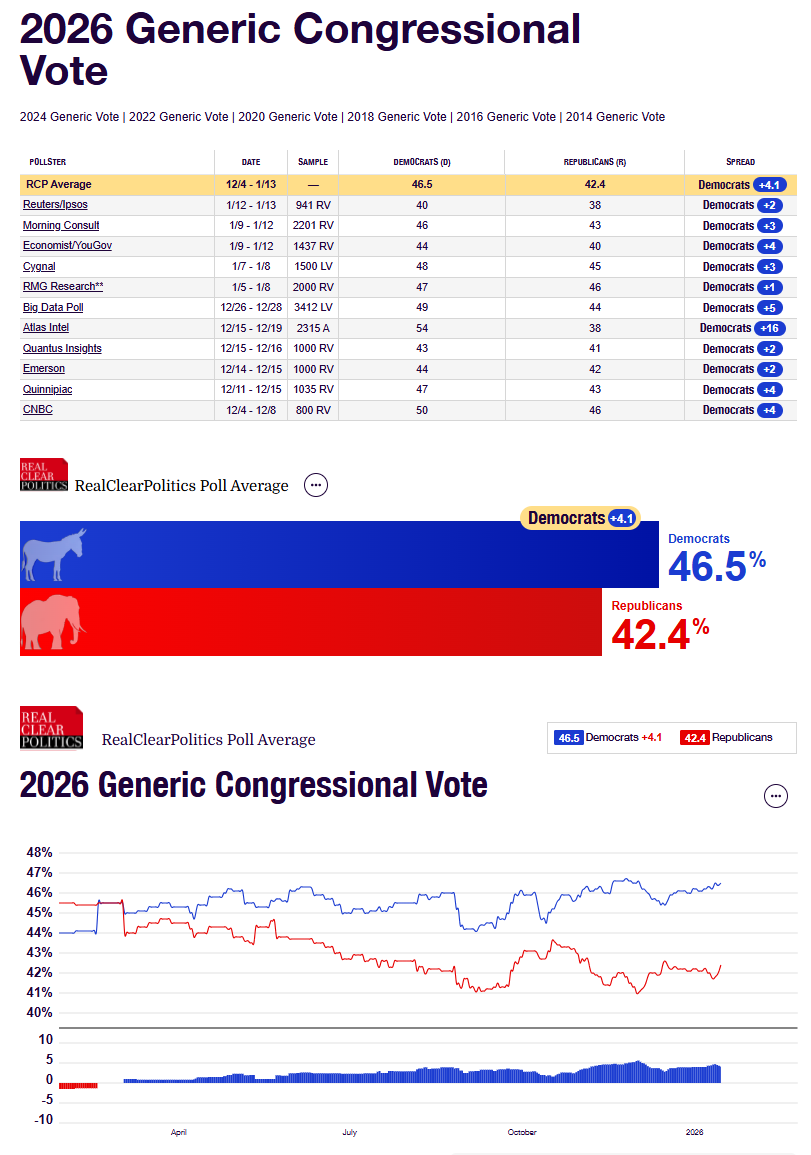 2026 Generic Congressional
Vote
2024 Generic Vote | 2022 Generic Vote | 2020 Generic Vote | 2018 Generic Vote | 2016 Generic Vote | 2014 Generic Vote
POLLSTER DATE SAMPLE DEMOCRATS (D) REPUBLICANS (R) SPREAD
RCP Average 12/4 - 1/13 — 46.5 42.4 Democrats +4.1
Reuters/Ipsos 1/12 - 1/13 941 RV 40 38 Democrats +2
Morning Consult 1/9 - 1/12 2201 RV 46 43 Democrats +3
Economist/YouGov 1/9 - 1/12 1437 RV 44 40 Democrats +4
Cygnal 1/7 - 1/8 1500 LV 48 45 Democrats +3
RMG Research** 1/5 - 1/8 2000 RV 47 46 Democrats +1
Big Data Poll 12/26 - 12/28 3412 LV 49 44 Democrats +5
Atlas Intel 12/15 - 12/19 2315 A 54 38 Democrats +16
Quantus Insights 12/15 - 12/16 1000 RV 43 41 Democrats +2
Emerson 12/14 - 12/15 1000 RV 44 42 Democrats +2
Quinnipiac 12/11 - 12/15 1035 RV 47 43 Democrats +4
CNBC 12/4 - 12/8 800 RV 50 46 Democrats +4
REAL
CLEAR
POLITICS
RealClearPolitics Poll Average
Democrats +4.1
Democrats
46.5%
Republicans
42.4%
REAL
CLEAR
POLITICS
RealClearPolitics Poll Average
46.5 Democrats +4.1 42.4 Republicans
2026 Generic Congressional Vote
48%
47%
46%
45%
44%
43%
42%
41%
40%
10
5
0
-5
-10
April July October 2026